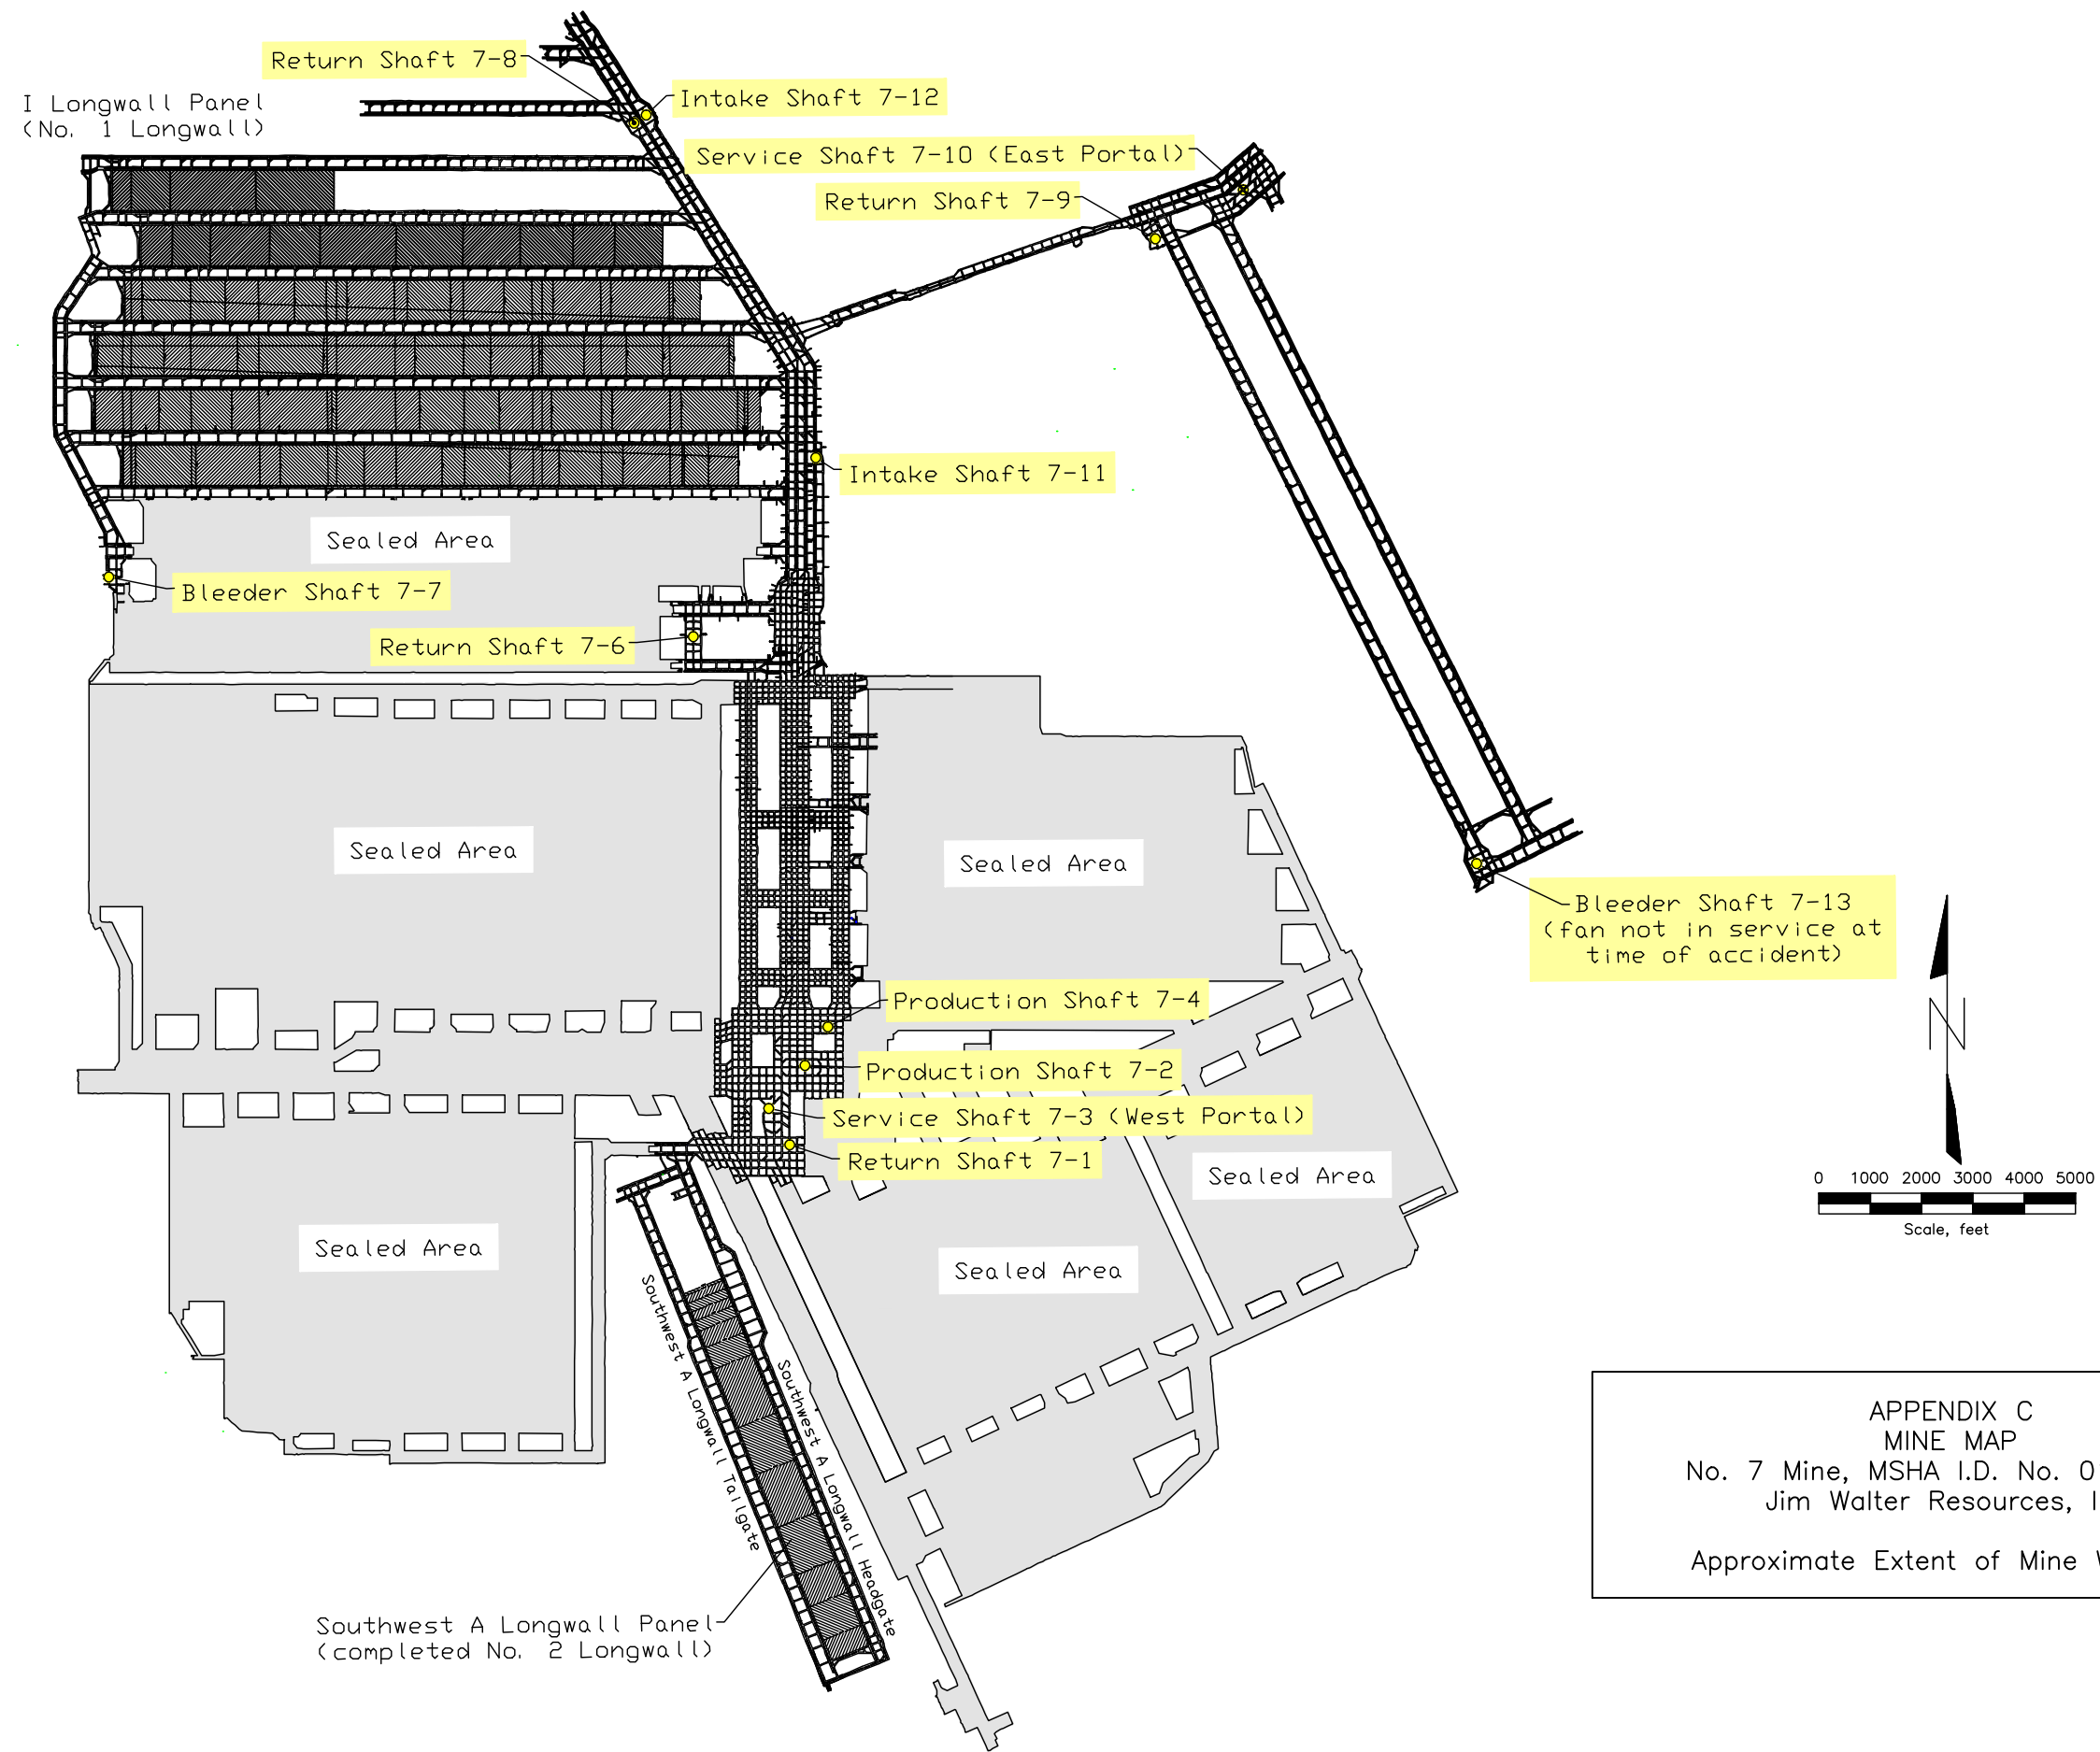 Return Shaft 7-8
I Longwall Panel
(No. 1 Longwall)
Intake Shaft 7-12
Service Shaft 7-10 (East Portal)
Return Shaft 7-9
Intake Shaft 7-11
Sealed Area
Bleeder Shaft 7-7
Return Shaft 7-6
Sealed Area
Sealed Area
Bleeder Shaft 7-13
(fan not in service at
time of accident)
N
Production Shaft 7-4
Production Shaft 7-2
Service Shaft 7-3 (West Portal)
Return Shaft 7-1
Sealed Area
0 1000 2000 3000 4000 5000
Scale, feet
Sealed Area
Sealed Area
Southwest A Longwall Tailgate
Southwest A Longwall Headgate
Southwest A Longwall Panel
(completed No. 2 Longwall)
APPENDIX C
MINE MAP
No. 7 Mine, MSHA I.D. No. 0
Jim Walter Resources, I
Approximate Extent of Mine